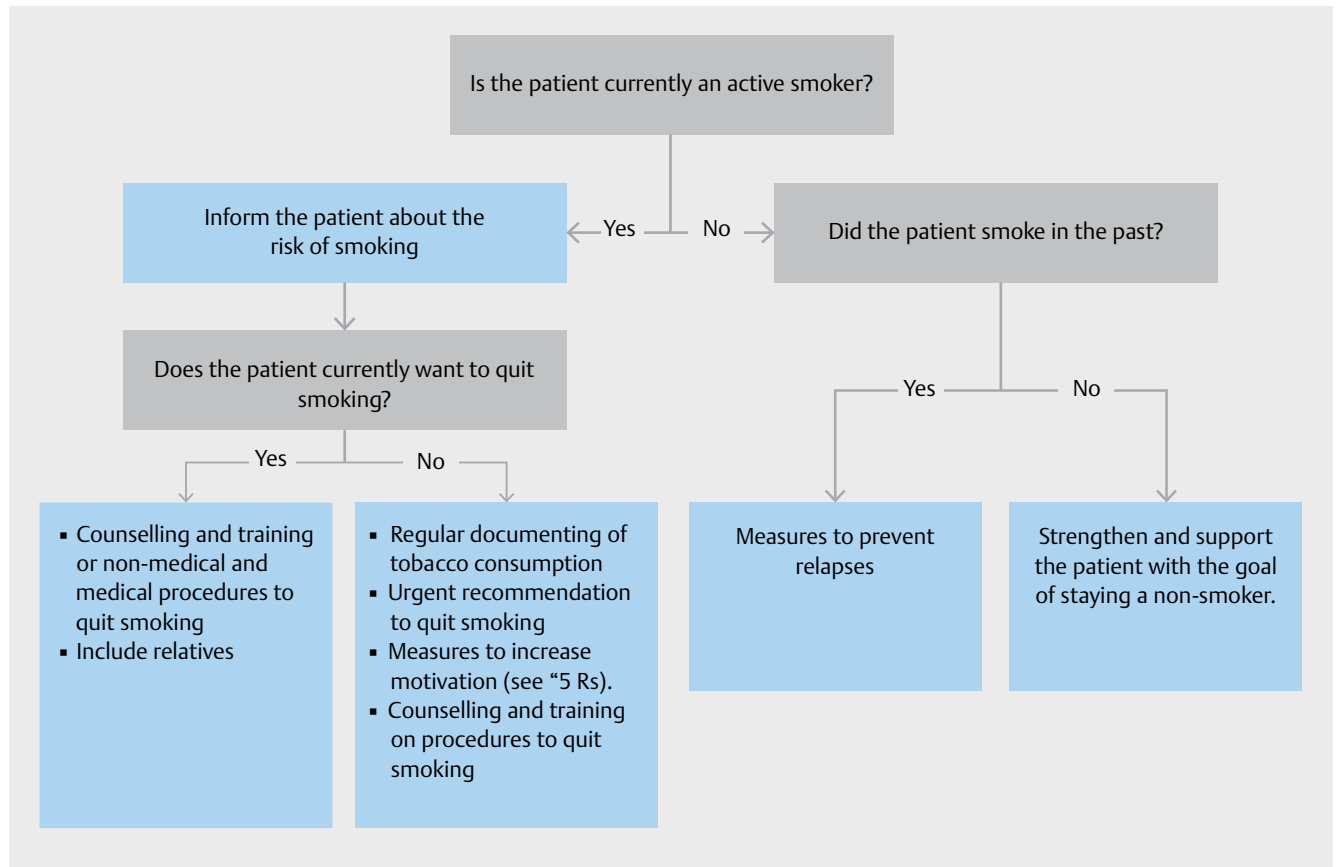 Is the patient currently an active smoker?
Inform the patient about the
risk of smoking
Yes
No
Did the patient smoke in the past?
Does the patient currently want to quit
smoking?
Yes
No
Yes
No
▪ Counselling and training
or non-medical and
medical procedures to
quit smoking
▪ Include relatives
▪ Regular documenting of
tobacco consumption
▪ Urgent recommendation
to quit smoking
▪ Measures to increase
motivation (see “5 Rs).
▪ Counselling and training
on procedures to quit
smoking
Measures to prevent
relapses
Strengthen and support
the patient with the goal
of staying a non-smoker.